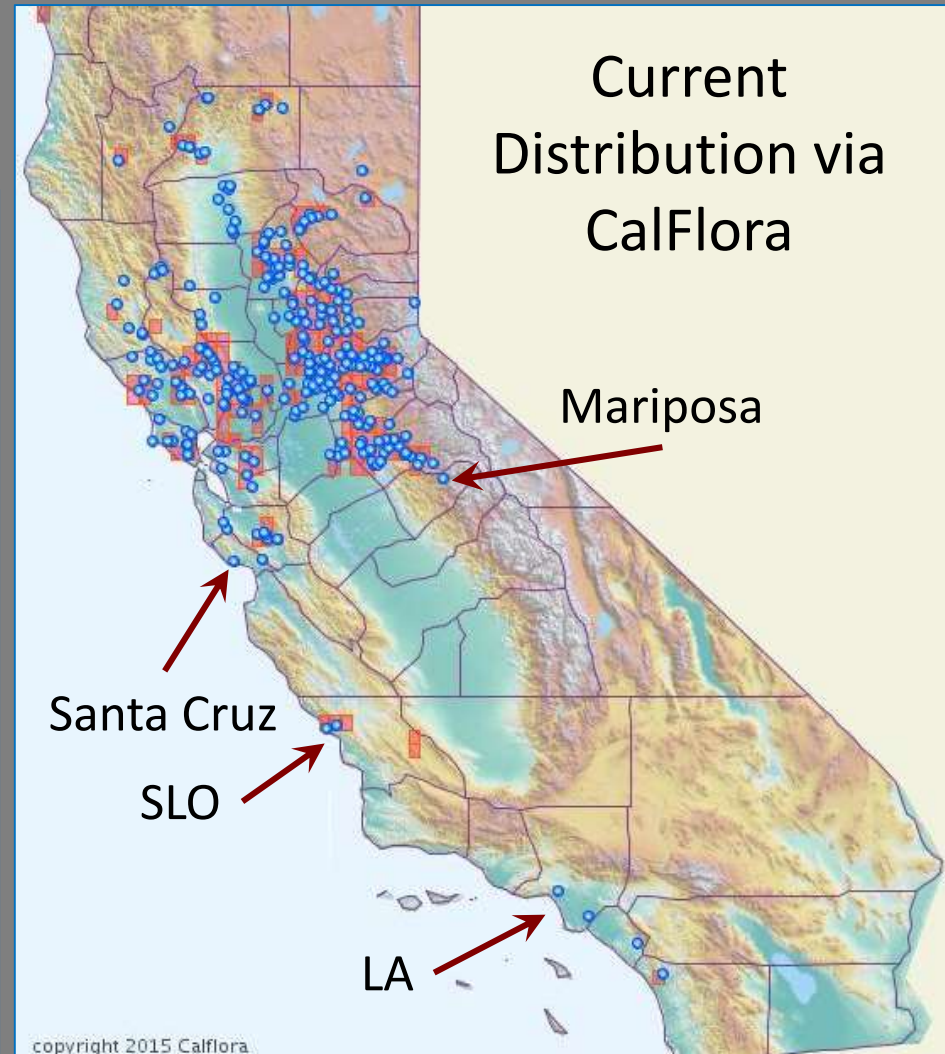 Current
Distribution via
CalFlora
Mariposa
Santa Cruz
SLO
LA
copyright 2015 Calflora